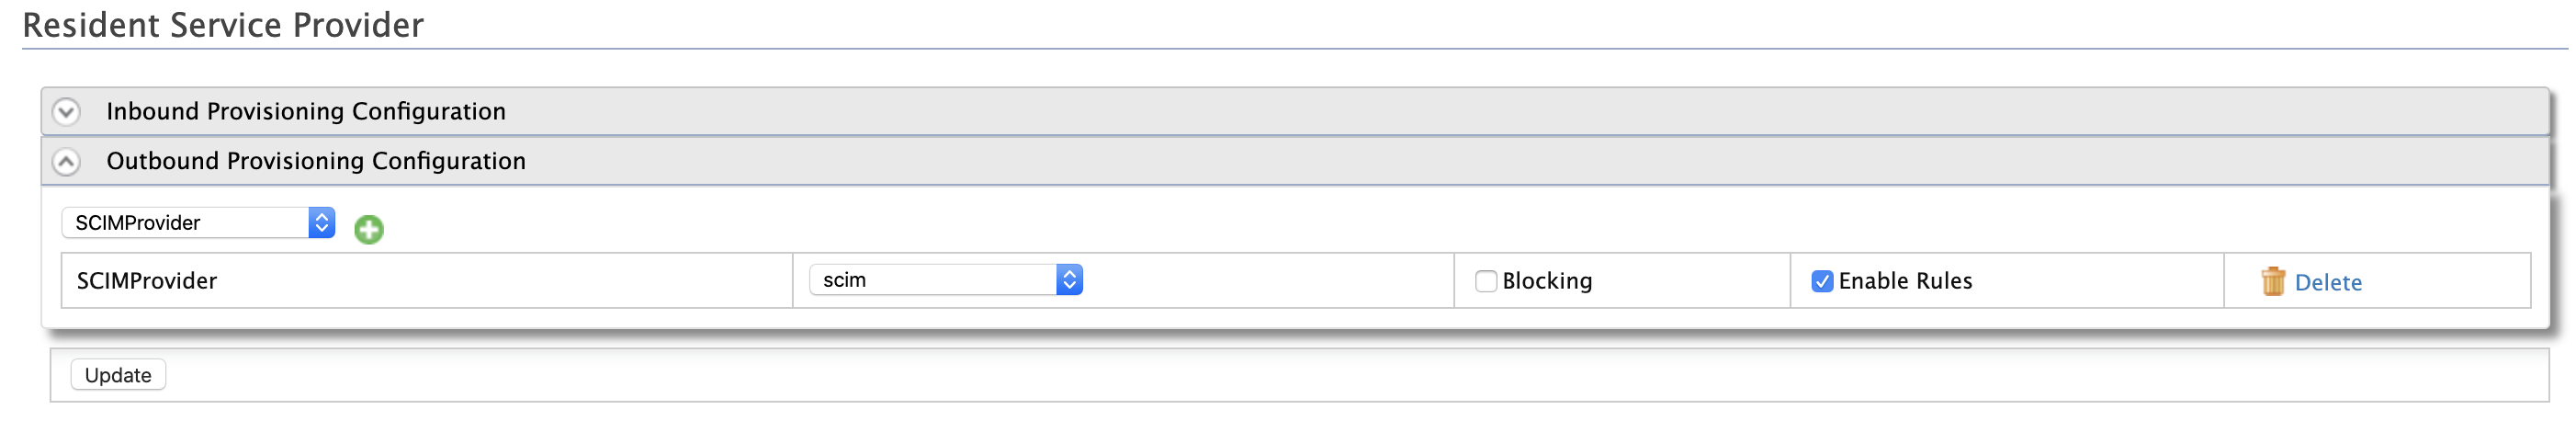 Resident Service Provider
Inbound Provisioning Configuration
Outbound Provisioning Configuration
SCIMProvider
SCIMProvider scim Blocking Enable Rules Delete
Update